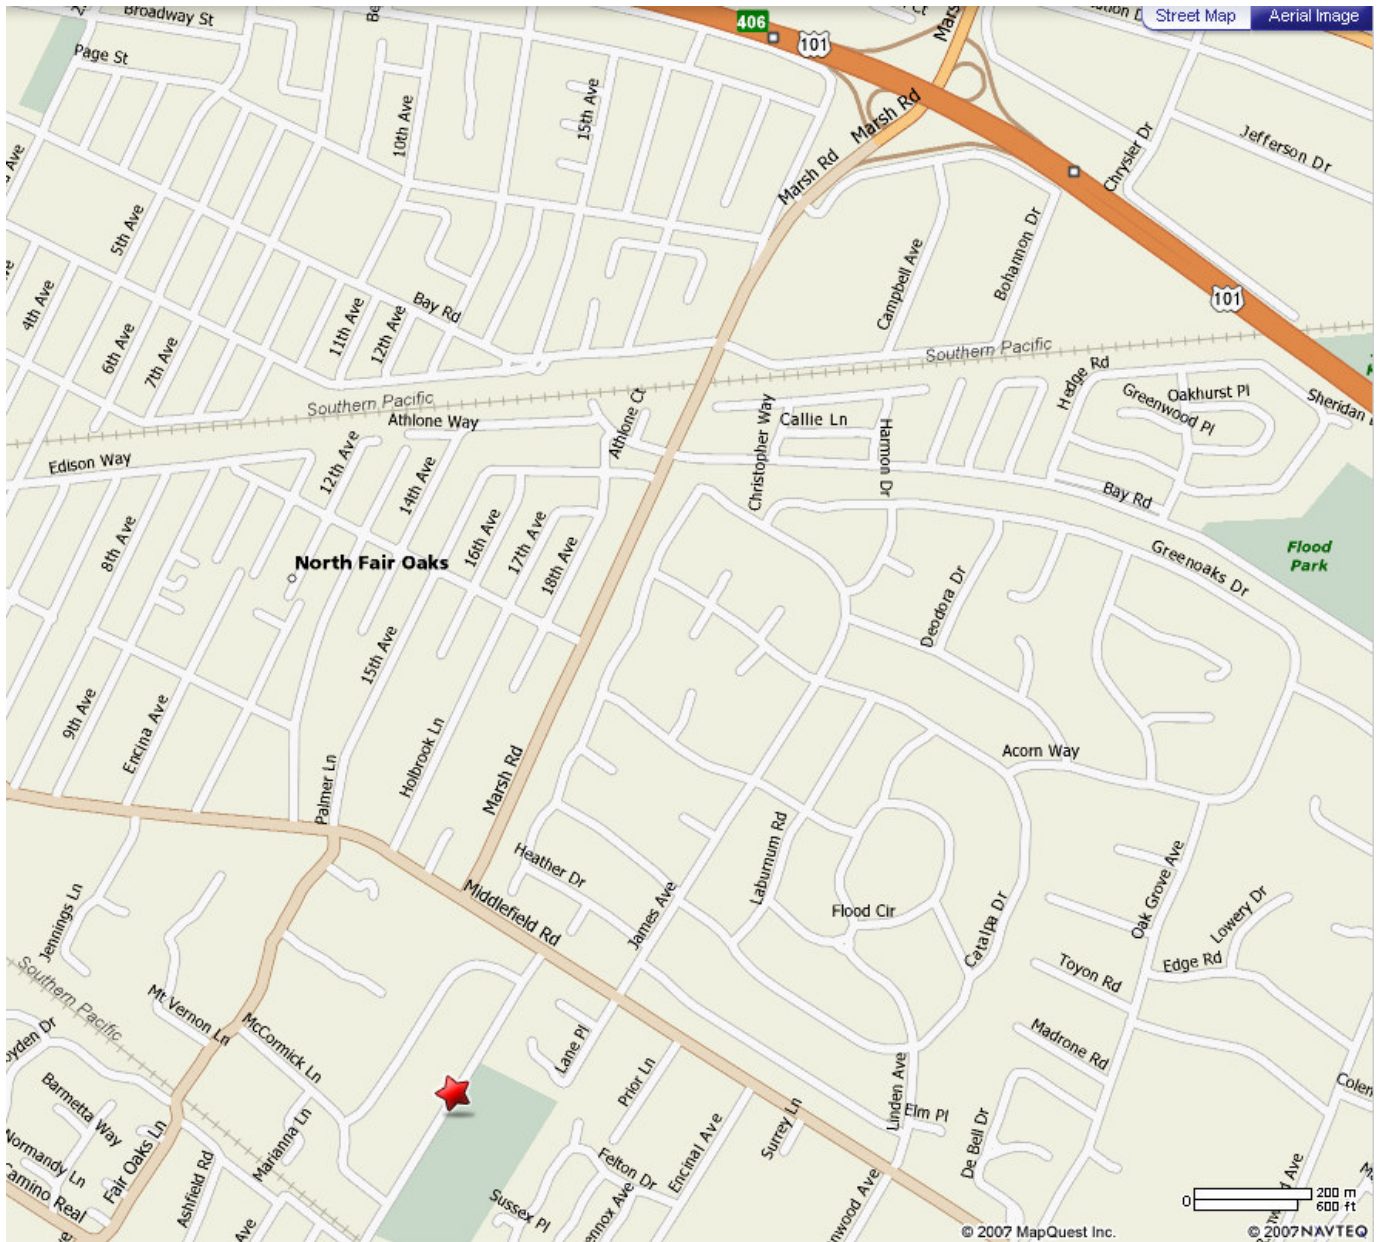 Broadway St
406
101
Street Map
Aerial Image
Page St
10th Ave
15th Ave
Marsh Rd
Marsh Rd
Chrysler Dr
Jefferson Dr
5th Ave
4th Ave
6th Ave
7th Ave
11th Ave
12th Ave
Bay Rd
Campbell Ave
Bohannon Dr
101
Southern Pacific
Southern Pacific
Athlone Way
Athlone Ct
Christopher Way
Callie Ln
Harmon Dr
Hedge Rd
Oakhurst Pl
Greenwood Pl
Sheridan
Edison Way
12th Ave
14th Ave
Bay Rd
8th Ave
16th Ave
17th Ave
18th Ave
North Fair Oaks
Greenoaks Dr
Flood
Park
Deodora Dr
15th Ave
9th Ave
Encina Ave
Palmer Ln
Holbrook Ln
Marsh Rd
Acorn Way
Heather Dr
Laburnum Rd
Middlefield Rd
James Ave
Flood Cir
Catalpa Dr
Oak Grove Ave
Lowery Dr
Edge Rd
Toyon Rd
Jennings Ln
Southern Pacific
Mt Vernon Ln
McCormick Ln
Lane Pl
Madrone Rd
Barmetta Way
Prior Ln
Linden Ave
Elm Pl
De Bell Dr
Surrey Ln
Encinal Ave
Felton Dr
Marianna Ln
Fair Oaks Ln
Normandy Ln
Camino Real
Ashfield Rd
Ave
Sussex Pl
0
200 m
600 ft
© 2007 MapQuest Inc.
© 2007 NAVTEQ